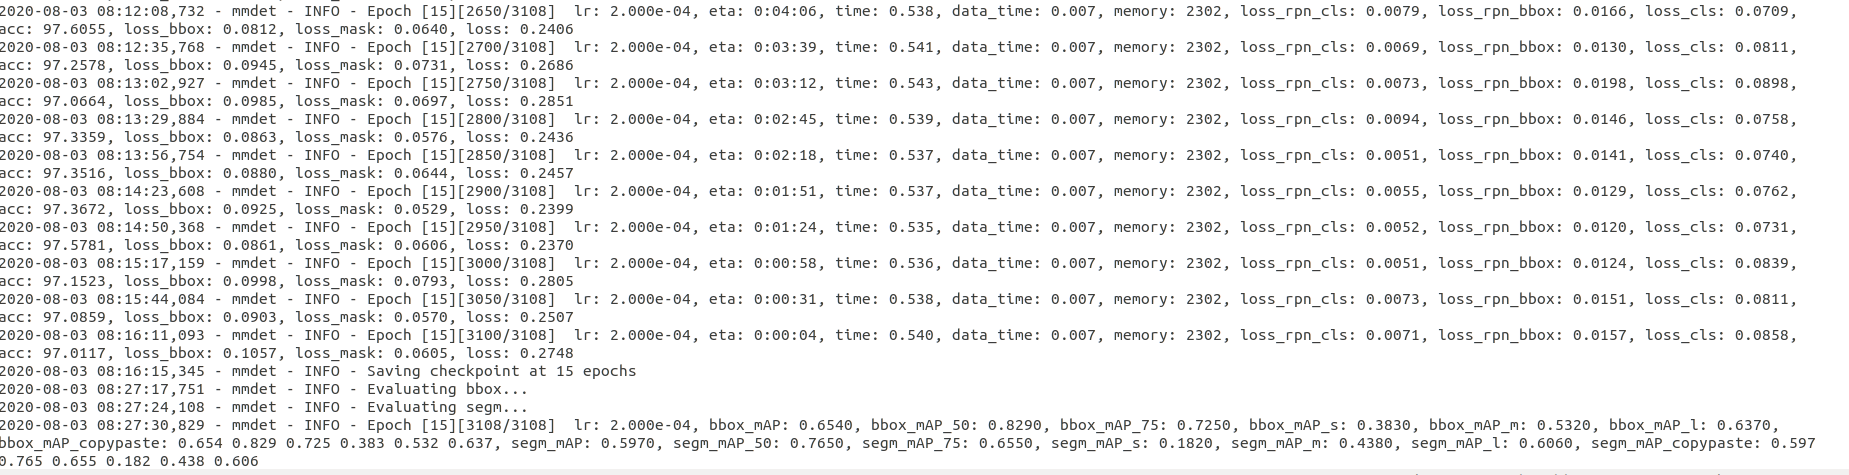 2020-08-03 08:12:08,732 - mmdet - INFO - Epoch [15][2650/3108]  lr: 2.000e-04, eta: 0:04:06, time: 0.538, data_time: 0.007, memory: 2302, loss_rpn_cls: 0.0079, loss_rpn_bbox: 0.0166, loss_cls: 0.0709,
acc: 97.6055, loss_bbox: 0.0812, loss_mask: 0.0640, loss: 0.2406
2020-08-03 08:12:35,768 - mmdet - INFO - Epoch [15][2700/3108]  lr: 2.000e-04, eta: 0:03:39, time: 0.541, data_time: 0.007, memory: 2302, loss_rpn_cls: 0.0069, loss_rpn_bbox: 0.0130, loss_cls: 0.0811,
acc: 97.2578, loss_bbox: 0.0945, loss_mask: 0.0731, loss: 0.2686
2020-08-03 08:13:02,927 - mmdet - INFO - Epoch [15][2750/3108]  lr: 2.000e-04, eta: 0:03:12, time: 0.543, data_time: 0.007, memory: 2302, loss_rpn_cls: 0.0073, loss_rpn_bbox: 0.0198, loss_cls: 0.0898,
acc: 97.0664, loss_bbox: 0.0985, loss_mask: 0.0697, loss: 0.2851
2020-08-03 08:13:29,884 - mmdet - INFO - Epoch [15][2800/3108]  lr: 2.000e-04, eta: 0:02:45, time: 0.539, data_time: 0.007, memory: 2302, loss_rpn_cls: 0.0094, loss_rpn_bbox: 0.0146, loss_cls: 0.0758,
acc: 97.3359, loss_bbox: 0.0863, loss_mask: 0.0576, loss: 0.2436
2020-08-03 08:13:56,754 - mmdet - INFO - Epoch [15][2850/3108]  lr: 2.000e-04, eta: 0:02:18, time: 0.537, data_time: 0.007, memory: 2302, loss_rpn_cls: 0.0051, loss_rpn_bbox: 0.0141, loss_cls: 0.0740,
acc: 97.3516, loss_bbox: 0.0880, loss_mask: 0.0644, loss: 0.2457
2020-08-03 08:14:23,608 - mmdet - INFO - Epoch [15][2900/3108]  lr: 2.000e-04, eta: 0:01:51, time: 0.537, data_time: 0.007, memory: 2302, loss_rpn_cls: 0.0055, loss_rpn_bbox: 0.0129, loss_cls: 0.0762,
acc: 97.3672, loss_bbox: 0.0925, loss_mask: 0.0529, loss: 0.2399
2020-08-03 08:14:50,368 - mmdet - INFO - Epoch [15][2950/3108]  lr: 2.000e-04, eta: 0:01:24, time: 0.535, data_time: 0.007, memory: 2302, loss_rpn_cls: 0.0052, loss_rpn_bbox: 0.0120, loss_cls: 0.0731,
acc: 97.5781, loss_bbox: 0.0861, loss_mask: 0.0606, loss: 0.2370
2020-08-03 08:15:17,159 - mmdet - INFO - Epoch [15][3000/3108]  lr: 2.000e-04, eta: 0:00:58, time: 0.536, data_time: 0.007, memory: 2302, loss_rpn_cls: 0.0051, loss_rpn_bbox: 0.0124, loss_cls: 0.0839,
acc: 97.1523, loss_bbox: 0.0998, loss_mask: 0.0793, loss: 0.2805
2020-08-03 08:15:44,084 - mmdet - INFO - Epoch [15][3050/3108]  lr: 2.000e-04, eta: 0:00:31, time: 0.538, data_time: 0.007, memory: 2302, loss_rpn_cls: 0.0073, loss_rpn_bbox: 0.0151, loss_cls: 0.0811,
acc: 97.0859, loss_bbox: 0.0903, loss_mask: 0.0570, loss: 0.2507
2020-08-03 08:16:11,093 - mmdet - INFO - Epoch [15][3100/3108]  lr: 2.000e-04, eta: 0:00:04, time: 0.540, data_time: 0.007, memory: 2302, loss_rpn_cls: 0.0071, loss_rpn_bbox: 0.0157, loss_cls: 0.0858,
acc: 97.0117, loss_bbox: 0.1057, loss_mask: 0.0605, loss: 0.2748
2020-08-03 08:16:15,345 - mmdet - INFO - Saving checkpoint at 15 epochs
2020-08-03 08:27:17,751 - mmdet - INFO - Evaluating bbox...
2020-08-03 08:27:24,108 - mmdet - INFO - Evaluating segm...
2020-08-03 08:27:30,829 - mmdet - INFO - Epoch [15][3108/3108]  lr: 2.000e-04, bbox_mAP: 0.6540, bbox_mAP_50: 0.8290, bbox_mAP_75: 0.7250, bbox_mAP_s: 0.3830, bbox_mAP_m: 0.5320, bbox_mAP_l: 0.6370,
bbox_mAP_copypaste: 0.654 0.829 0.725 0.383 0.532 0.637, segm_mAP: 0.5970, segm_mAP_50: 0.7650, segm_mAP_75: 0.6550, segm_mAP_s: 0.1820, segm_mAP_m: 0.4380, segm_mAP_l: 0.6060, segm_mAP_copypaste: 0.597
0.765 0.655 0.182 0.438 0.606